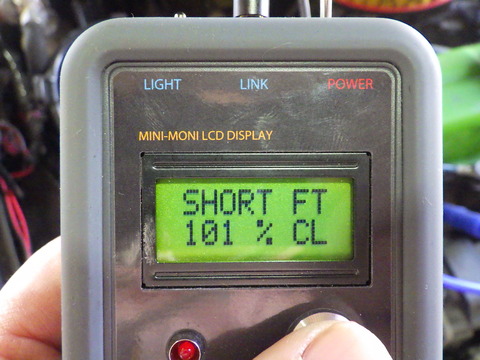 LIGHT LINK POWER
MINI-MONI LCD DISPLAY
SHORT FT
101 % CL